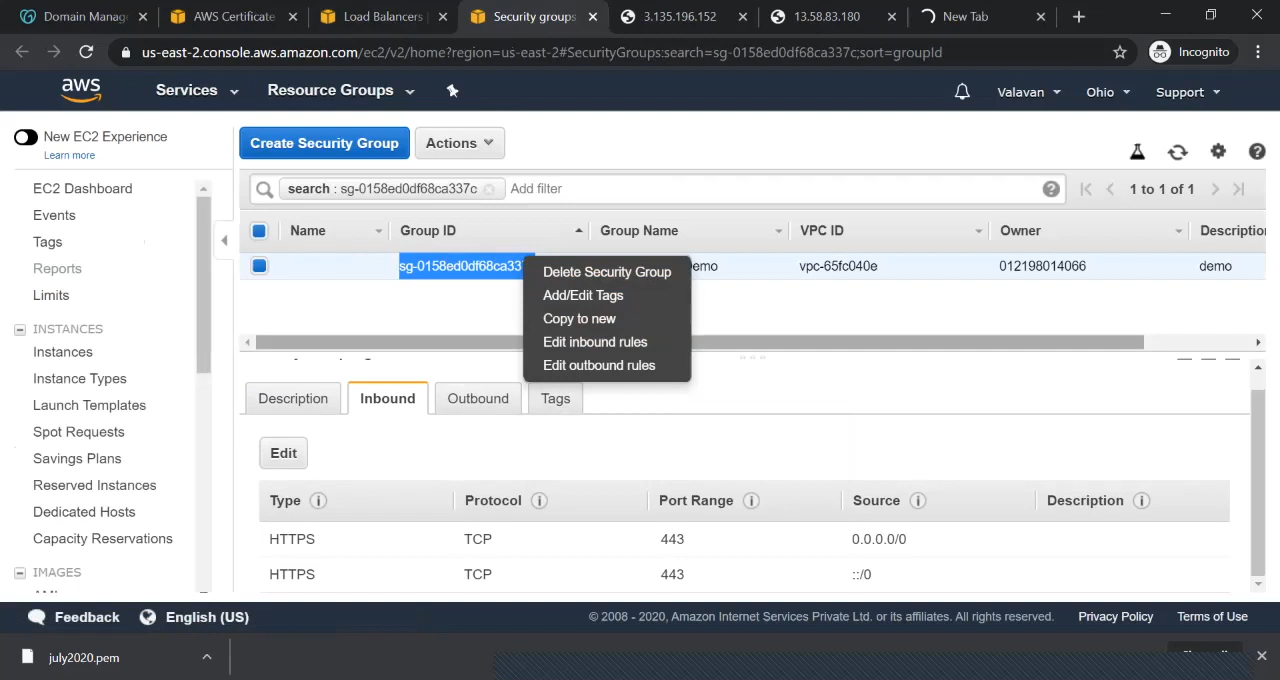 Domain Manag
AWS Certificate
Load Balancers
Security groups
3.135.196.152
13.58.83.180
New Tab
us-east-2.console.aws.amazon.com/ec2/v2/home?region=us-east-2#SecurityGroups:search=sg-0158ed0df68ca337c;sort=groupId
Incognito
aws
Services
Resource Groups
Valavan
Ohio
Support
New EC2 Experience
Learn more
EC2 Dashboard
Events
Tags
Reports
Limits
INSTANCES
Instances
Instance Types
Launch Templates
Spot Requests
Savings Plans
Reserved Instances
Dedicated Hosts
Capacity Reservations
IMAGES
Create Security Group
Actions
search : sg-0158ed0df68ca337c
Add filter
1 to 1 of 1
Name
Group ID
Group Name
VPC ID
Owner
Description
sg-0158ed0df68ca33
emo
vpc-65fc040e
012198014066
demo
Delete Security Group
Add/Edit Tags
Copy to new
Edit inbound rules
Edit outbound rules
Description
Inbound
Outbound
Tags
Edit
Type
Protocol
Port Range
Source
Description
HTTPS TCP 443 0.0.0.0/0
HTTPS TCP 443 ::/0
Feedback
English (US)
© 2008 - 2020, Amazon Internet Services Private Ltd. or its affiliates. All rights reserved.
Privacy Policy
Terms of Use
july2020.pem